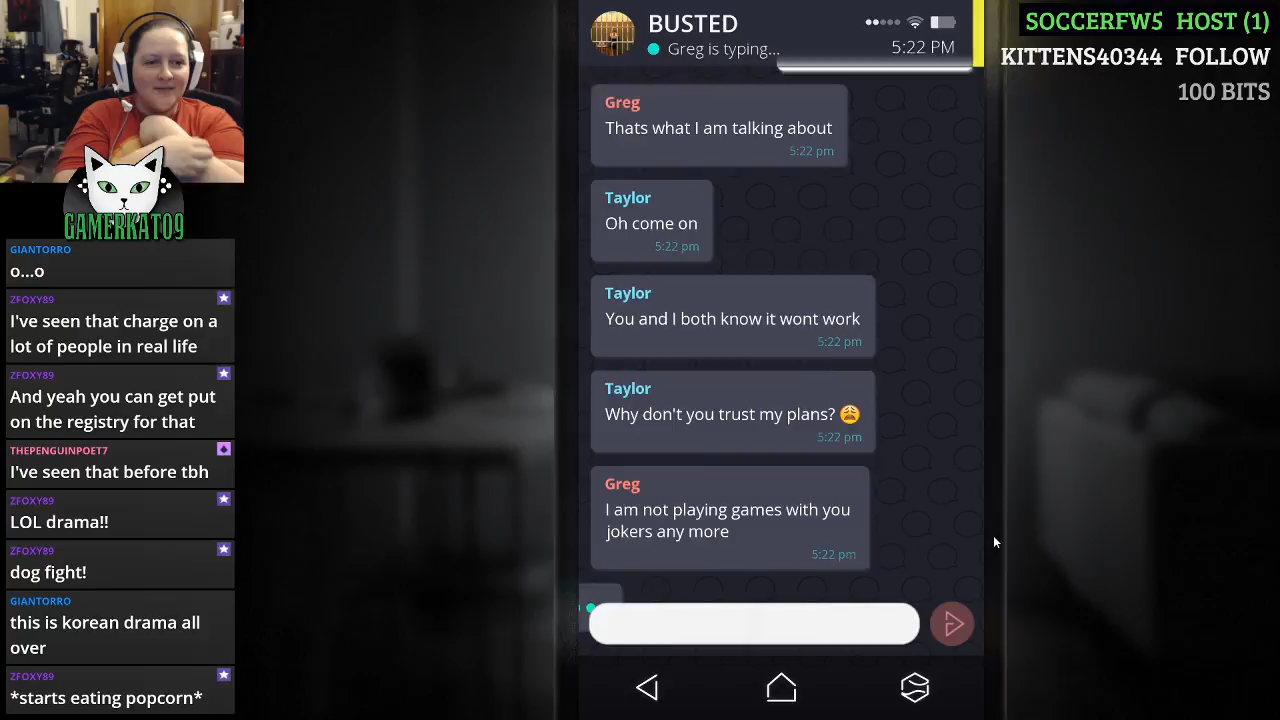 SOCCERFW5 HOST (1)
KITTENS40344 FOLLOW
100 BITS
GAMERKAT09
GIANTORRO
o...o
ZFOXY89
I've seen that charge on a
lot of people in real life
ZFOXY89
And yeah you can get put
on the registry for that
THEPENGUINPOET7
I've seen that before tbh
ZFOXY89
LOL drama!!
ZFOXY89
dog fight!
GIANTORRO
this is korean drama all
over
ZFOXY89
*starts eating popcorn*
BUSTED
Greg is typing...
5:22 PM
Greg
Thats what I am talking about
5:22 pm
Taylor
Oh come on
5:22 pm
Taylor
You and I both know it wont work
5:22 pm
Taylor
Why don't you trust my plans? 😩
5:22 pm
Greg
I am not playing games with you
jokers any more
5:22 pm